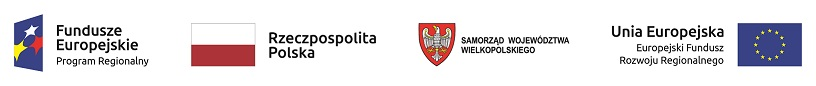 Fundusze
Europejskie
Program Regionalny
Rzeczpospolita
Polska
SAMORZĄD WOJEWÓDZTWA
WIELKOPOLSKIEGO
Unia Europejska
Europejski Fundusz
Rozwoju Regionalnego